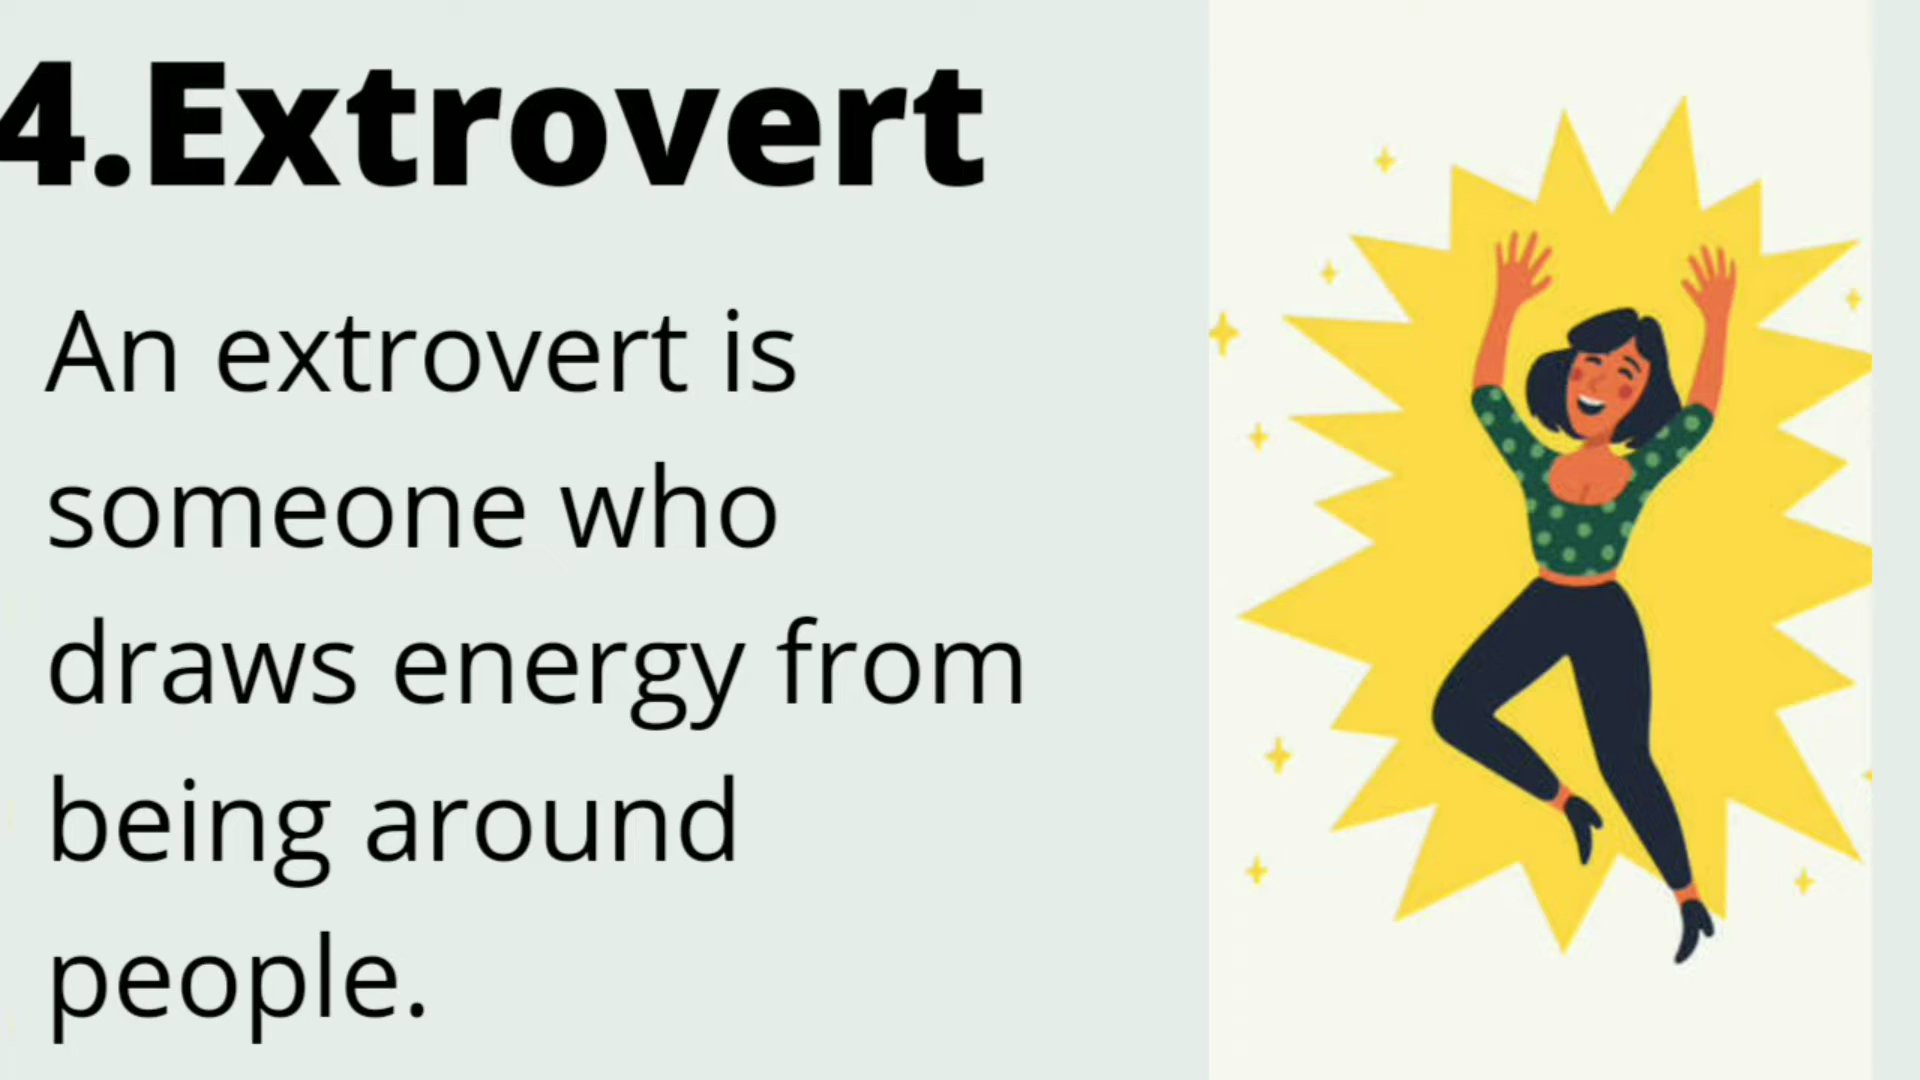 4.Extrovert
An extrovert is
someone who
draws energy from
being around
people.